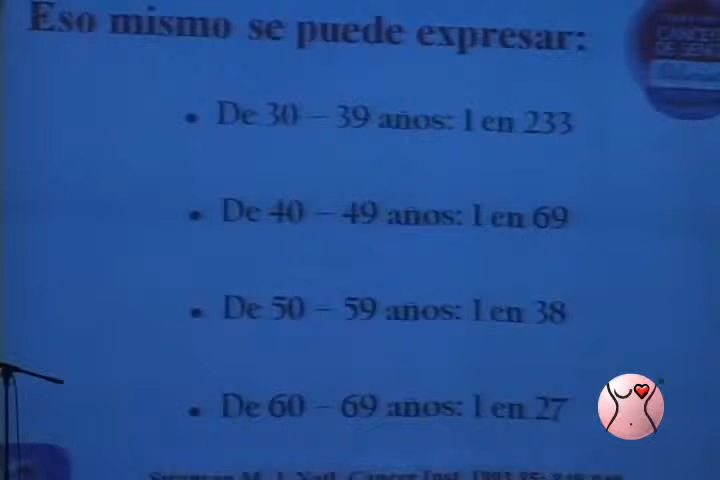 Eso mismo se puede expresar:
CANCER
• De 30 – 39 años: 1 en 233
• De 40 – 49 años: 1 en 69
• De 50 – 59 años: 1 en 38
• De 60 – 69 años: 1 en 27